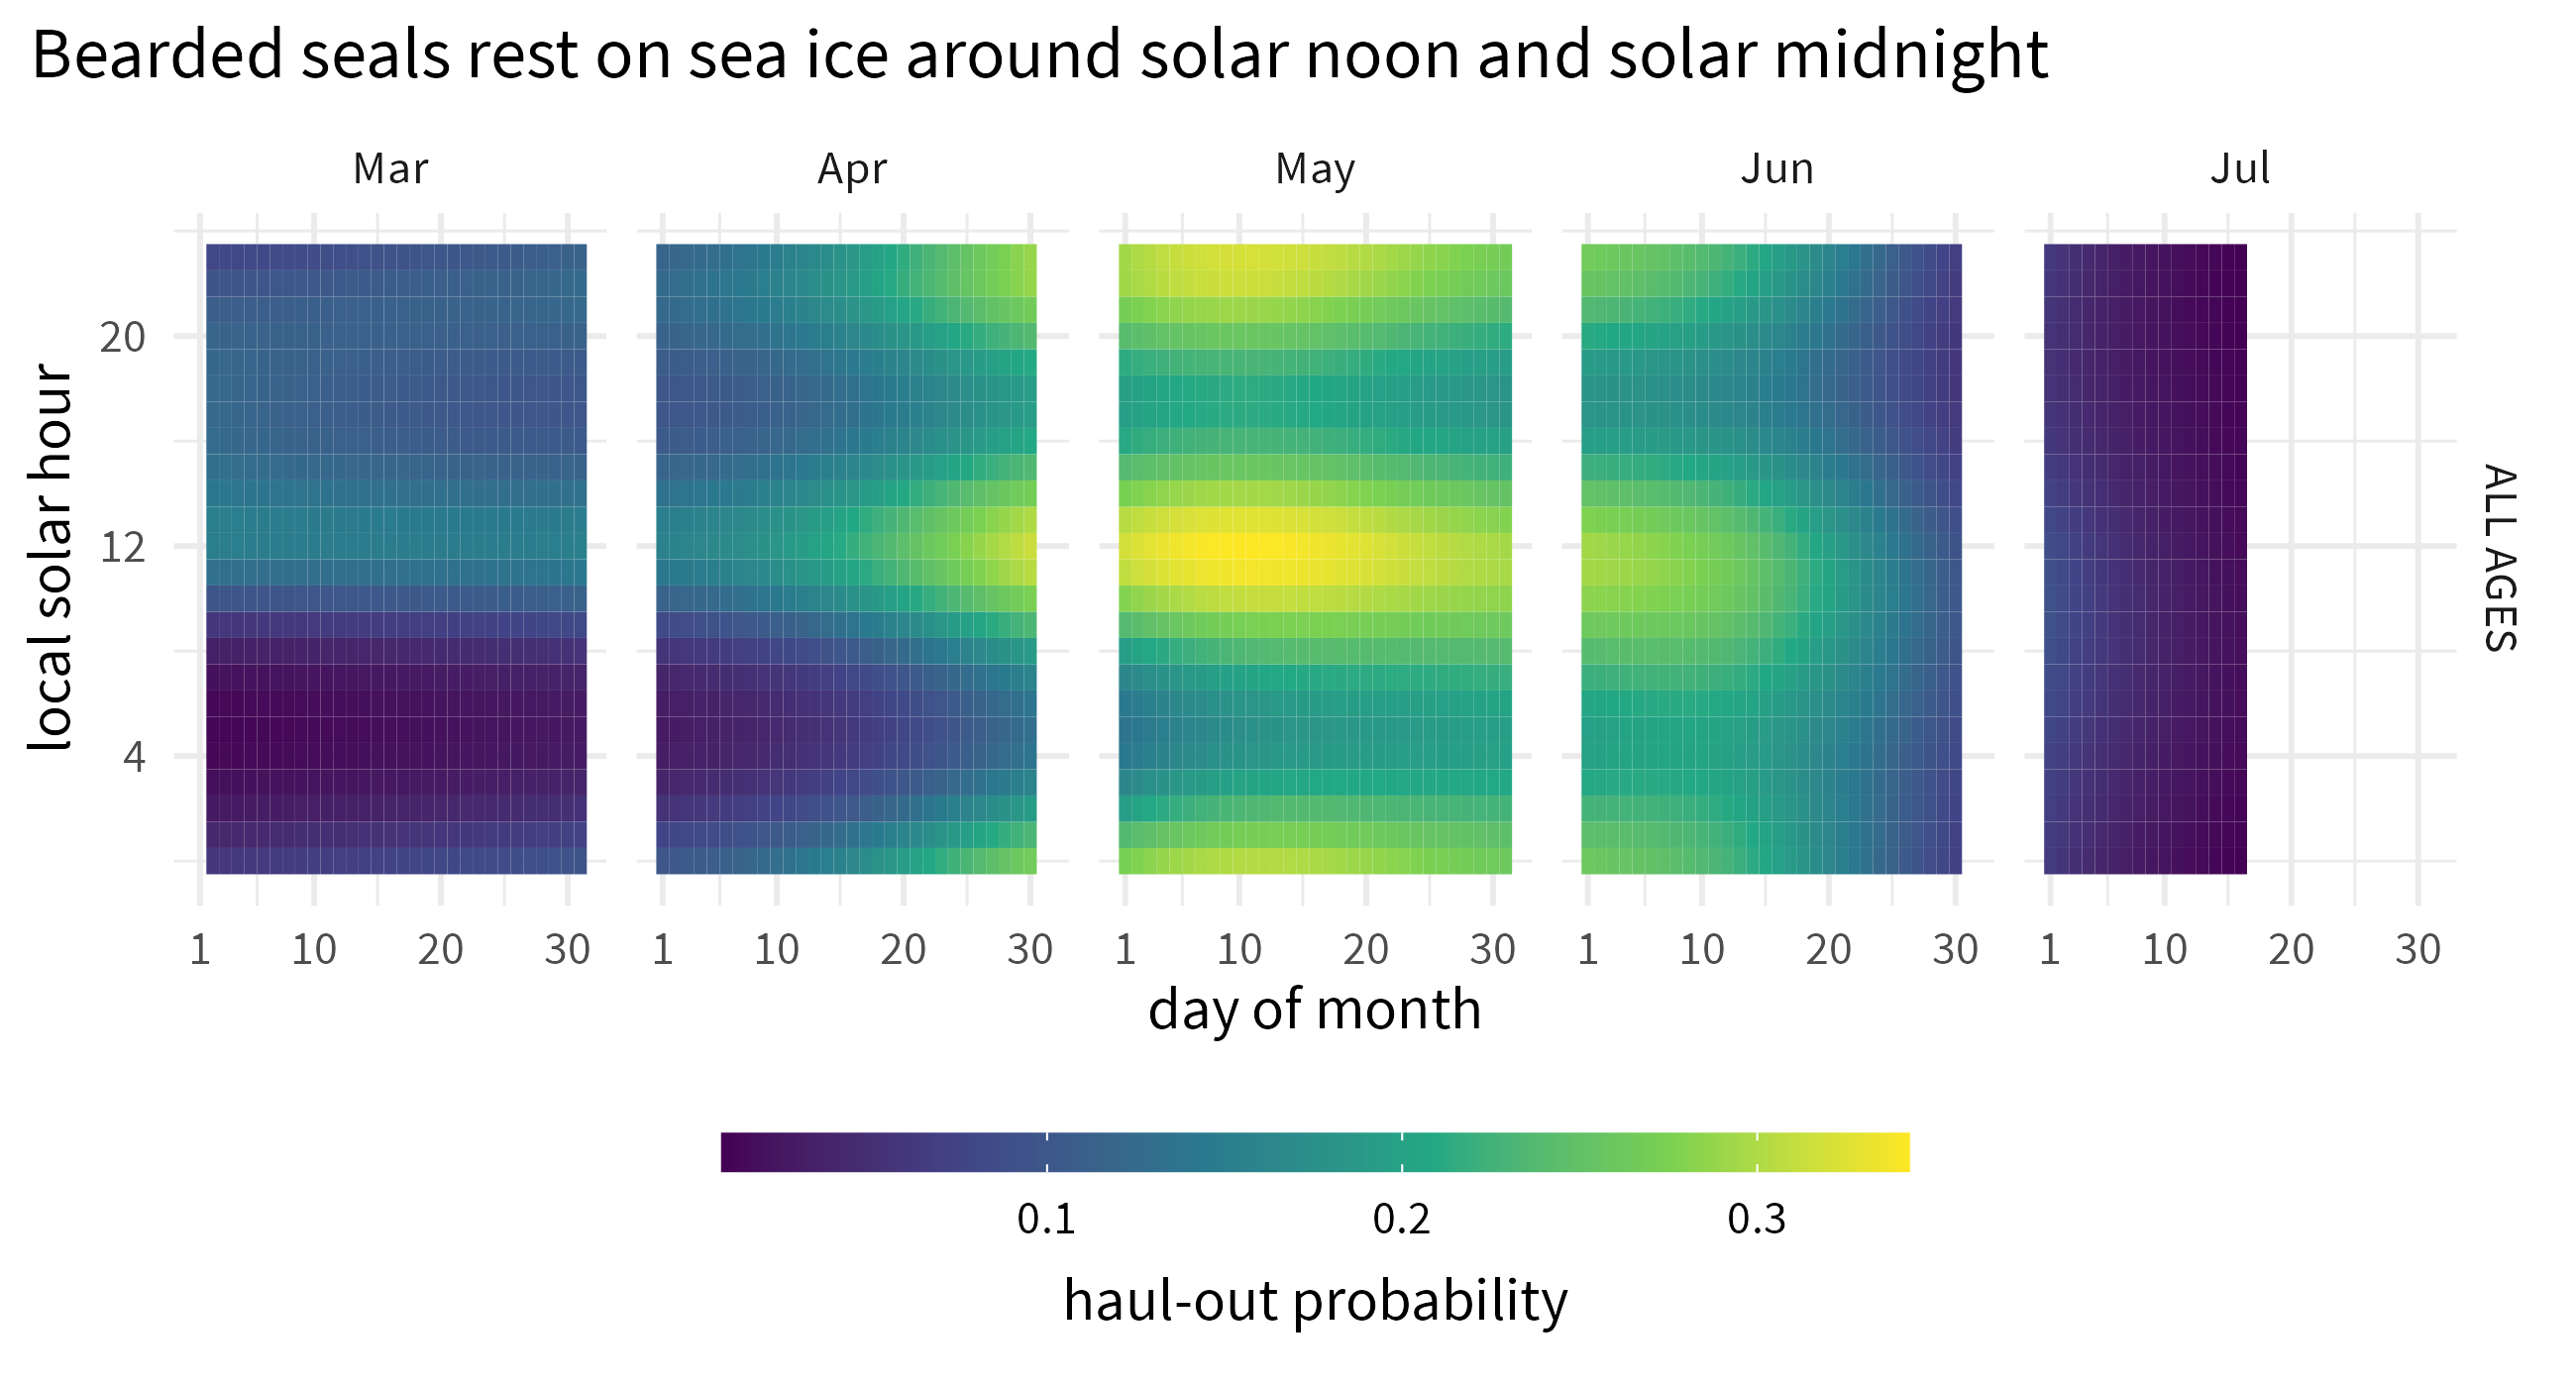 Bearded seals rest on sea ice around solar noon and solar midnight
Mar Apr May Jun Jul
local solar hour
20
12
4
ALL AGES
1 10 20 30 1 10 20 30 1 10 20 30 1 10 20 30 1 10 20 30
day of month
0.1 0.2 0.3
haul-out probability